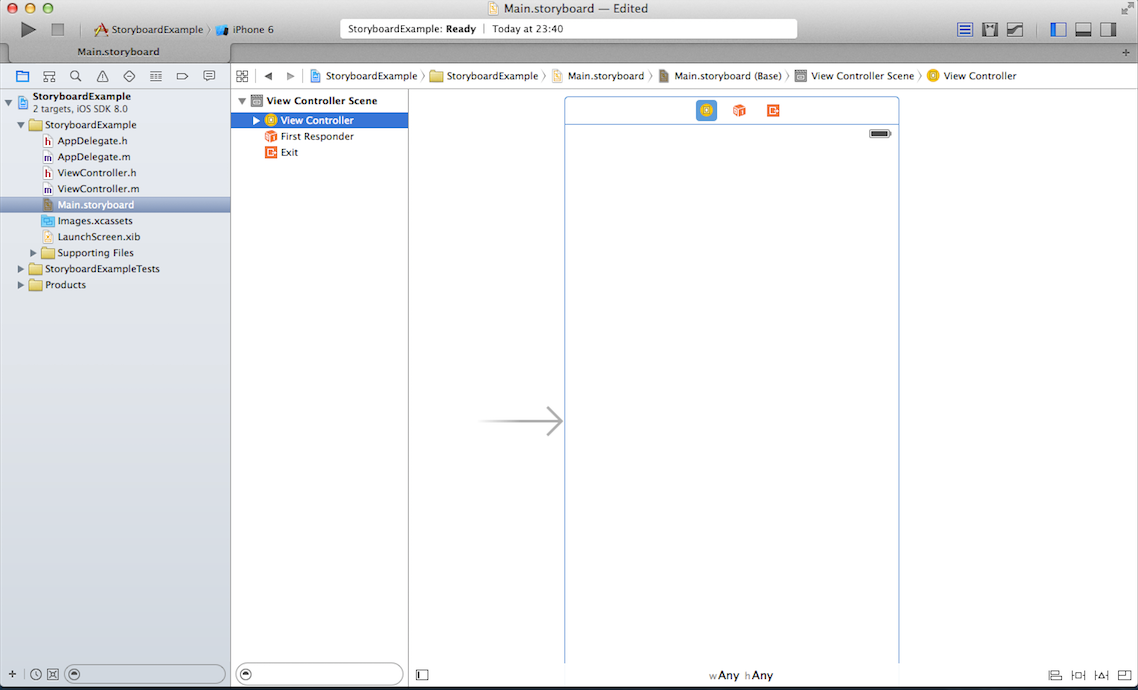 Main.storyboard — Edited
StoryboardExample
iPhone 6
StoryboardExample: Ready
Today at 23:40
Main.storyboard
StoryboardExample
StoryboardExample
Main.storyboard
Main.storyboard (Base)
View Controller Scene
View Controller
StoryboardExample
2 targets, iOS SDK 8.0
StoryboardExample
h AppDelegate.h
m AppDelegate.m
h ViewController.h
m ViewController.m
Main.storyboard
Images.xcassets
LaunchScreen.xib
Supporting Files
StoryboardExampleTests
Products
View Controller Scene
View Controller
First Responder
Exit
wAny hAny